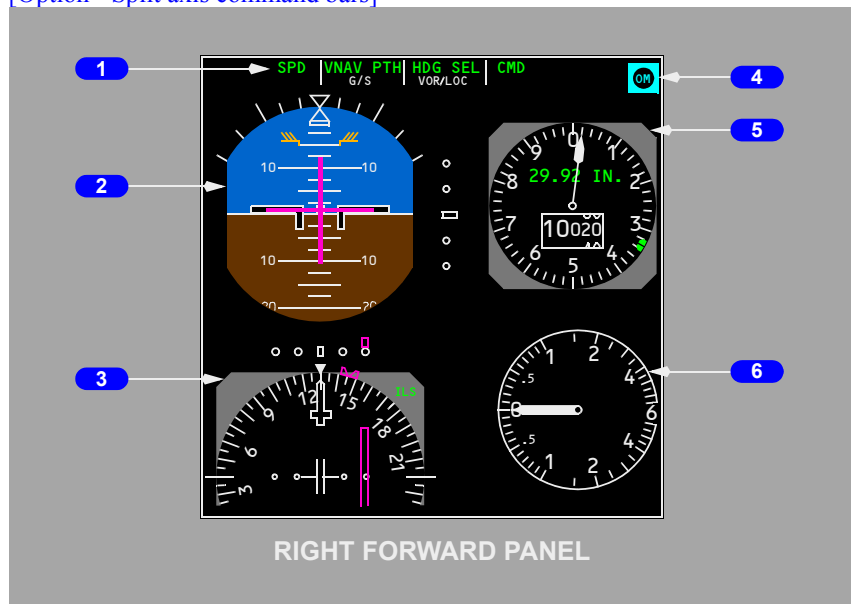 [Option - Split axis command bars]
1
SPD VNAV PTH HDG SEL CMD
G/S VOR/LOC
OM
4
5
2
10 10
10 10
20 20
0 1 2 3 4 5 6 7 8 9
29.92 IN.
10020
3
ILS
3 6 9 12 15 18 21
6
.5 1 2 4 6 4 2 1 .5 0
RIGHT FORWARD PANEL